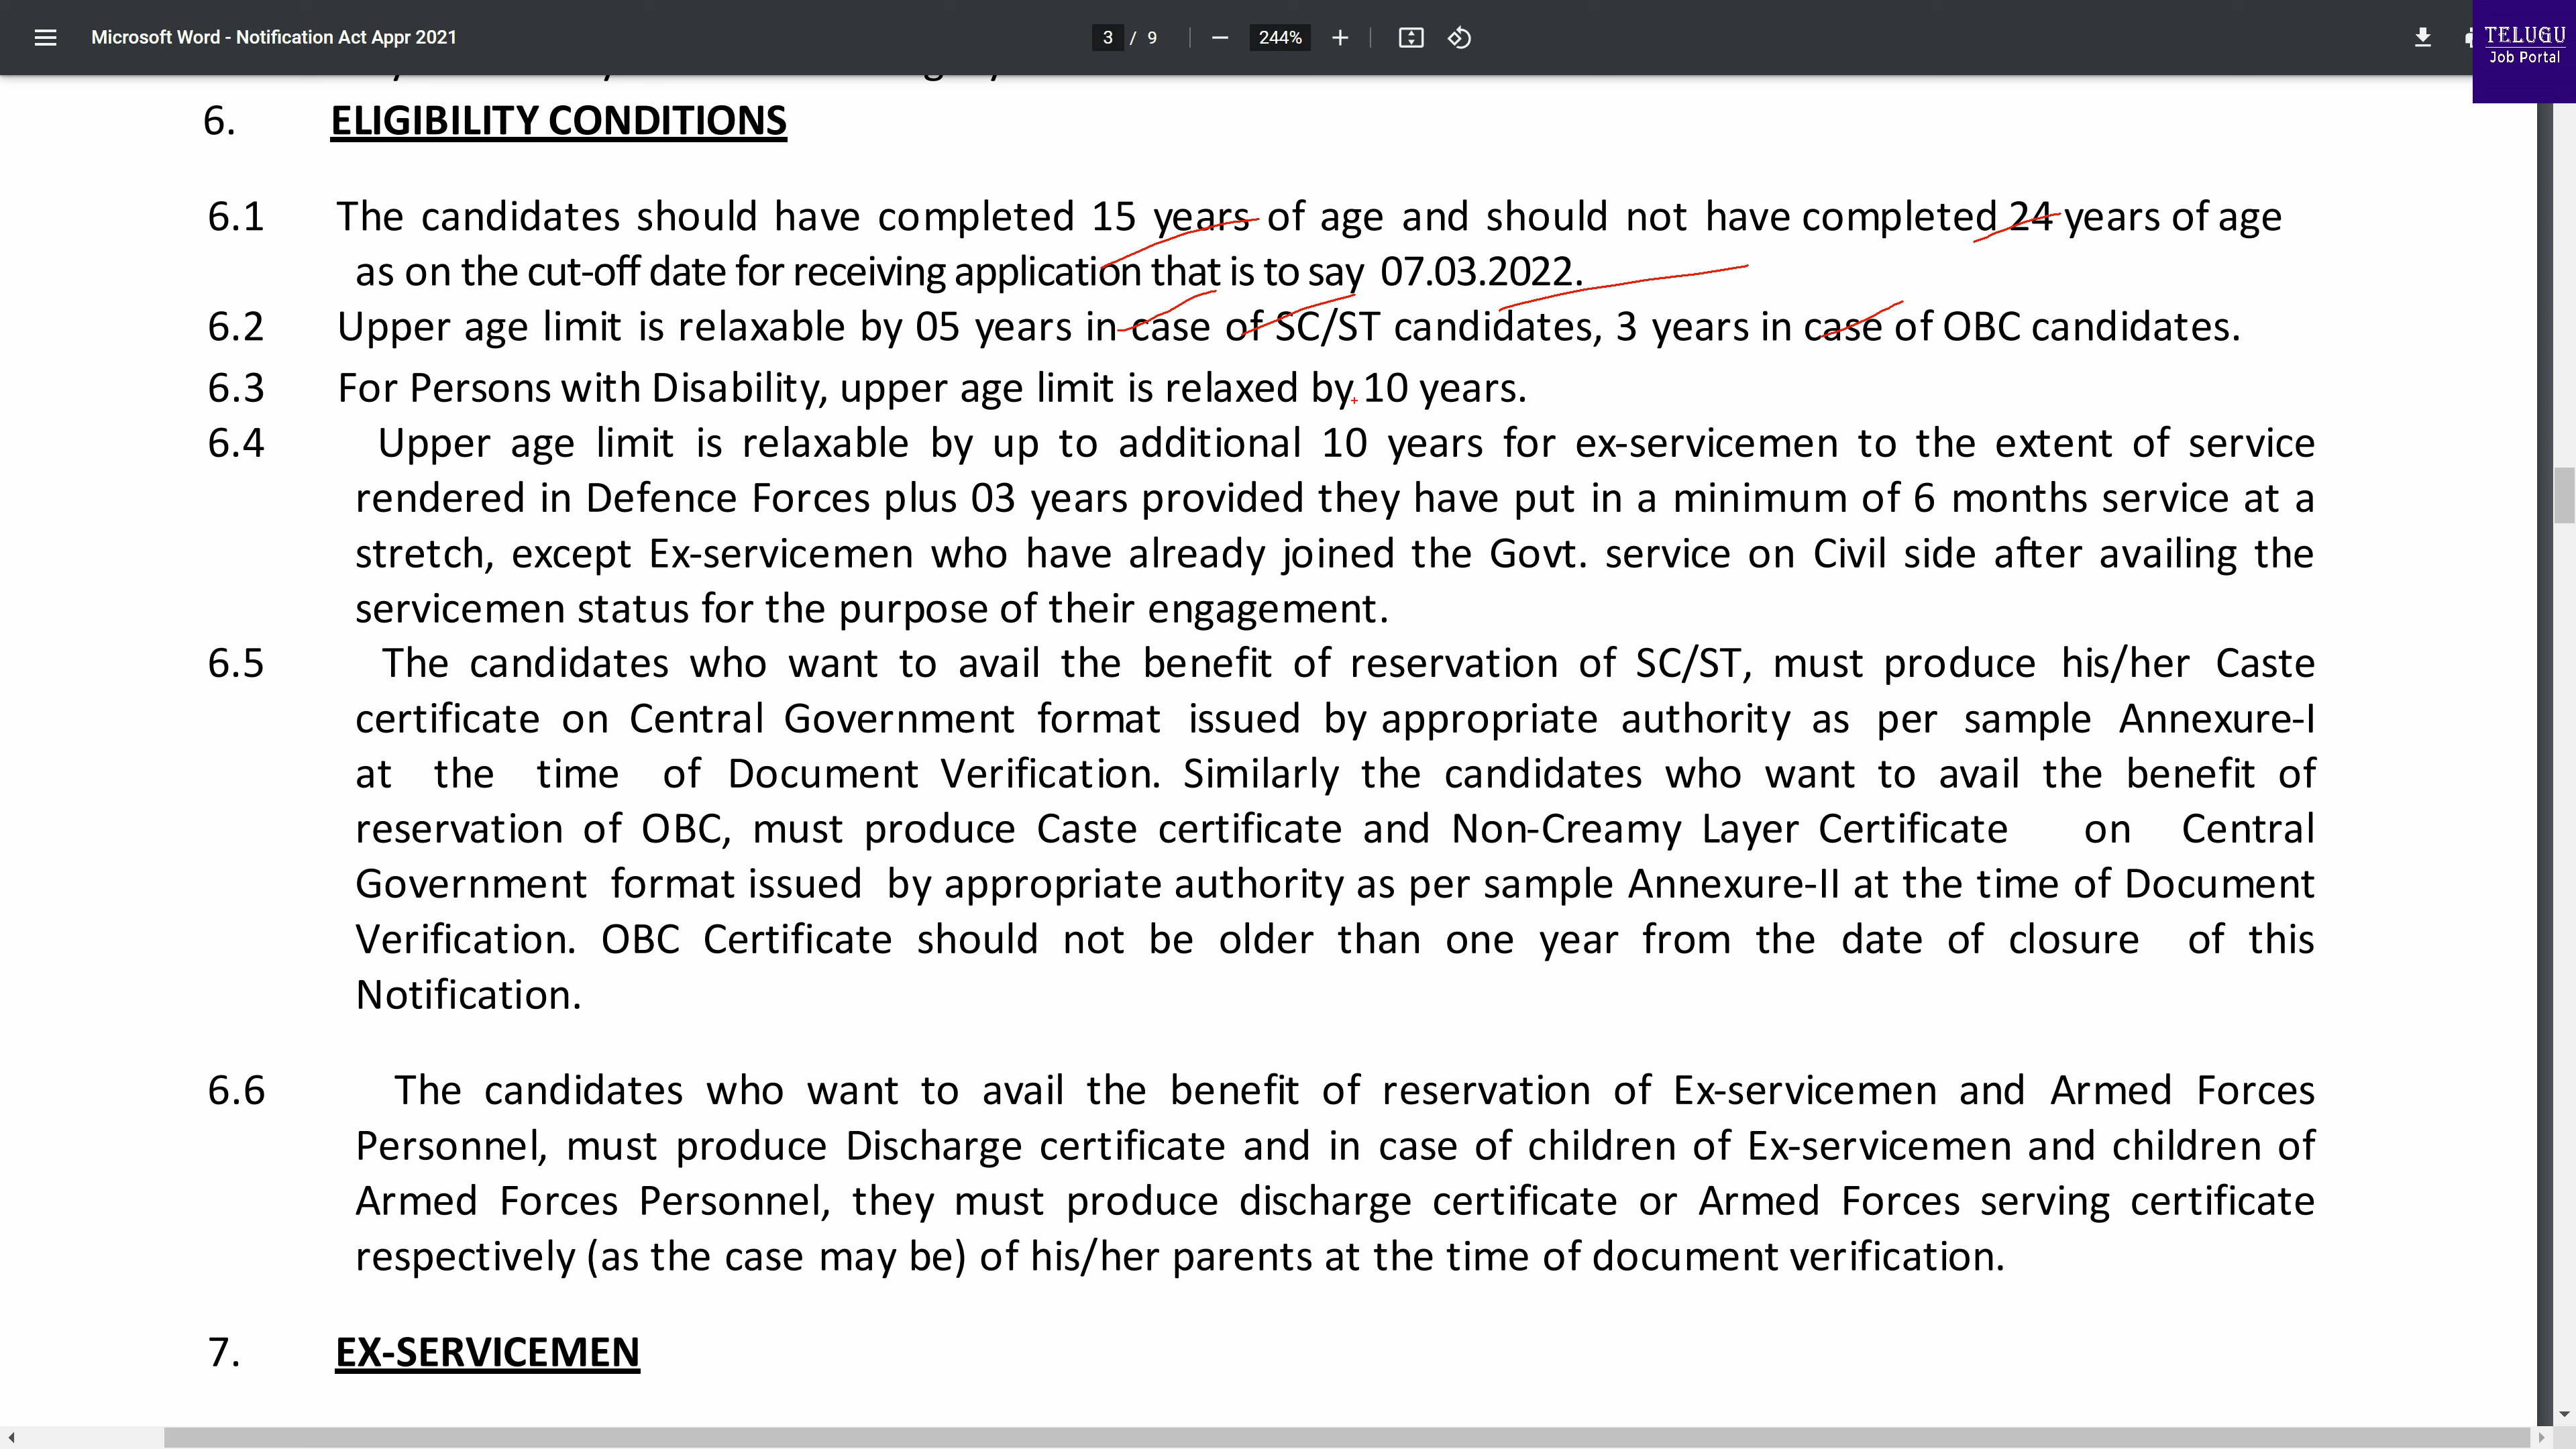 Microsoft Word - Notification Act Appr 2021
3 / 9
244%
TELUGU
Job Portal
6. ELIGIBILITY CONDITIONS
6.1 The candidates should have completed 15 years of age and should not have completed 24 years of age
as on the cut-off date for receiving application that is to say 07.03.2022.
6.2 Upper age limit is relaxable by 05 years in case of SC/ST candidates, 3 years in case of OBC candidates.
6.3 For Persons with Disability, upper age limit is relaxed by 10 years.
6.4 Upper age limit is relaxable by up to additional 10 years for ex-servicemen to the extent of service
rendered in Defence Forces plus 03 years provided they have put in a minimum of 6 months service at a
stretch, except Ex-servicemen who have already joined the Govt. service on Civil side after availing the
servicemen status for the purpose of their engagement.
6.5 The candidates who want to avail the benefit of reservation of SC/ST, must produce his/her Caste
certificate on Central Government format issued by appropriate authority as per sample Annexure-I
at the time of Document Verification. Similarly the candidates who want to avail the benefit of
reservation of OBC, must produce Caste certificate and Non-Creamy Layer Certificate on Central
Government format issued by appropriate authority as per sample Annexure-II at the time of Document
Verification. OBC Certificate should not be older than one year from the date of closure of this
Notification.
6.6 The candidates who want to avail the benefit of reservation of Ex-servicemen and Armed Forces
Personnel, must produce Discharge certificate and in case of children of Ex-servicemen and children of
Armed Forces Personnel, they must produce discharge certificate or Armed Forces serving certificate
respectively (as the case may be) of his/her parents at the time of document verification.
7. EX-SERVICEMEN